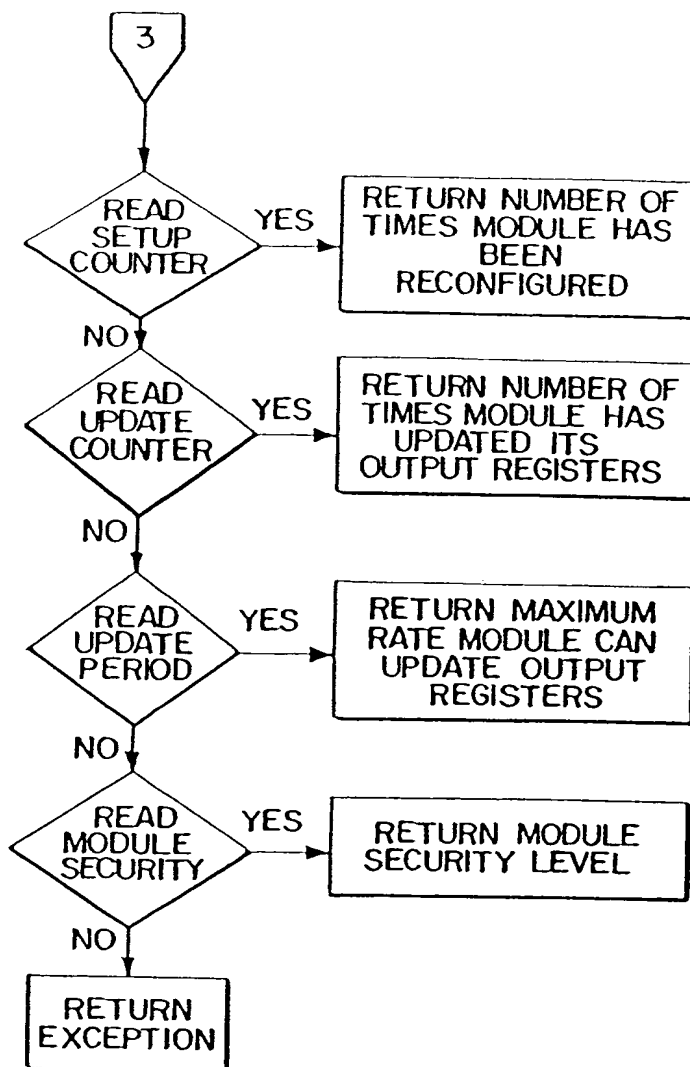 3
READ
SETUP
COUNTER
YES
RETURN NUMBER OF
TIMES MODULE HAS
BEEN
RECONFIGURED
NO
READ
UPDATE
COUNTER
YES
RETURN NUMBER OF
TIMES MODULE HAS
UPDATED ITS
OUTPUT REGISTERS
NO
READ
UPDATE
PERIOD
YES
RETURN MAXIMUM
RATE MODULE CAN
UPDATE OUTPUT
REGISTERS
NO
READ
MODULE
SECURITY
YES
RETURN MODULE
SECURITY LEVEL
NO
RETURN
EXCEPTION